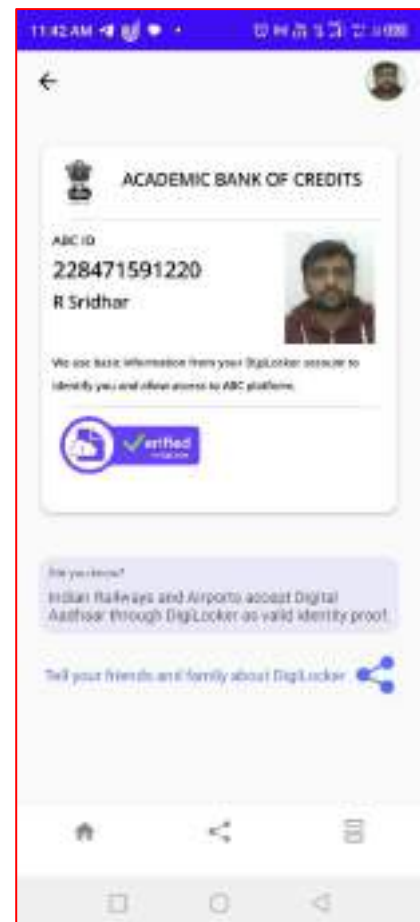 11:42 AM
ACADEMIC BANK OF CREDITS
ABC ID
228471591220
R Sridhar
We use basic information from your DigiLocker account to
identify you and allow access to ABC platform.
Verified
Did you know?
Indian Railways and Airports accept Digital
Aadhaar through DigiLocker as valid identity proof.
Tell your friends and family about DigiLocker